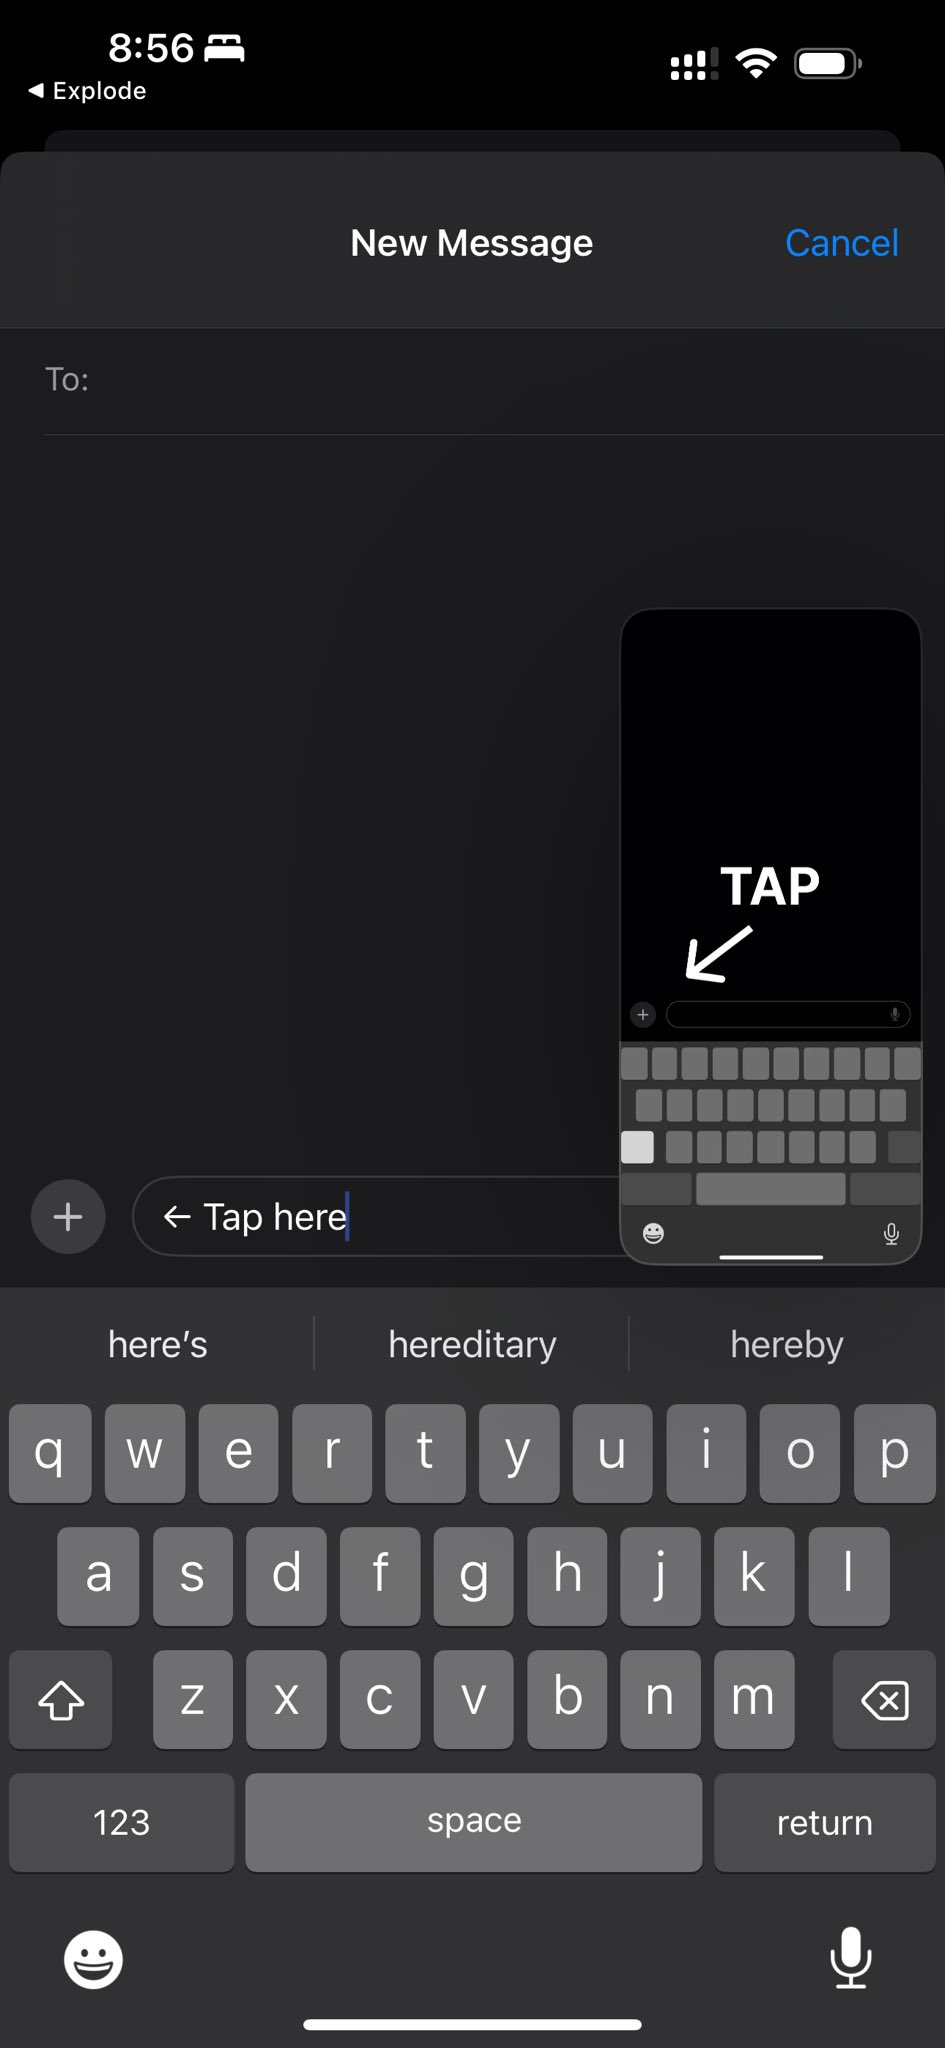 8:56
◀ Explode
New Message
Cancel
To:
TAP
← Tap here
here’s
hereditary
hereby
q w e r t y u i o p
a s d f g h j k l
z x c v b n m
123
space
return